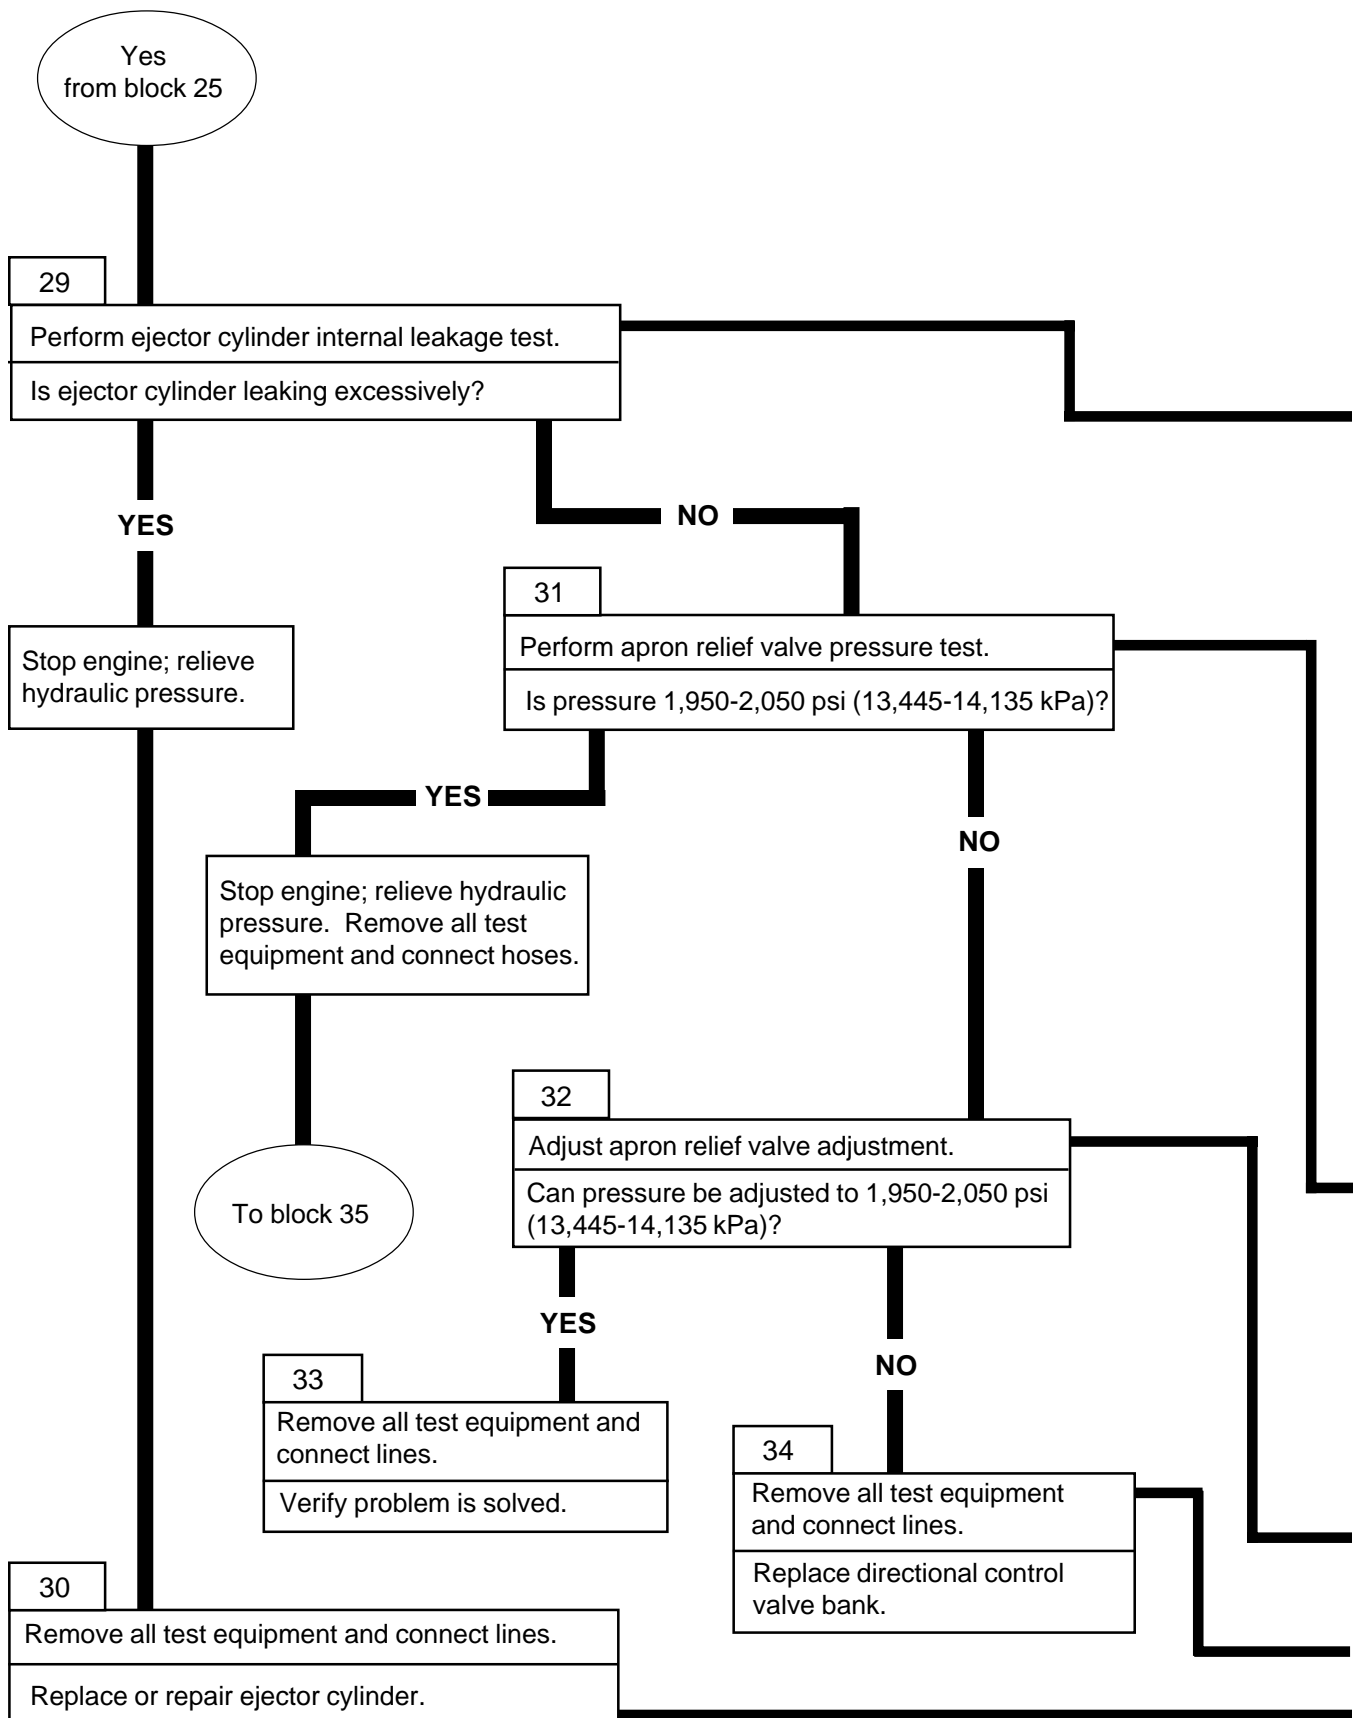 Yes
from block 25
29
Perform ejector cylinder internal leakage test.
Is ejector cylinder leaking excessively?
YES
NO
Stop engine; relieve
hydraulic pressure.
31
Perform apron relief valve pressure test.
Is pressure 1,950-2,050 psi (13,445-14,135 kPa)?
YES
NO
Stop engine; relieve hydraulic
pressure.  Remove all test
equipment and connect hoses.
To block 35
32
Adjust apron relief valve adjustment.
Can pressure be adjusted to 1,950-2,050 psi
(13,445-14,135 kPa)?
YES
NO
33
Remove all test equipment and
connect lines.
Verify problem is solved.
34
Remove all test equipment
and connect lines.
Replace directional control
valve bank.
30
Remove all test equipment and connect lines.
Replace or repair ejector cylinder.